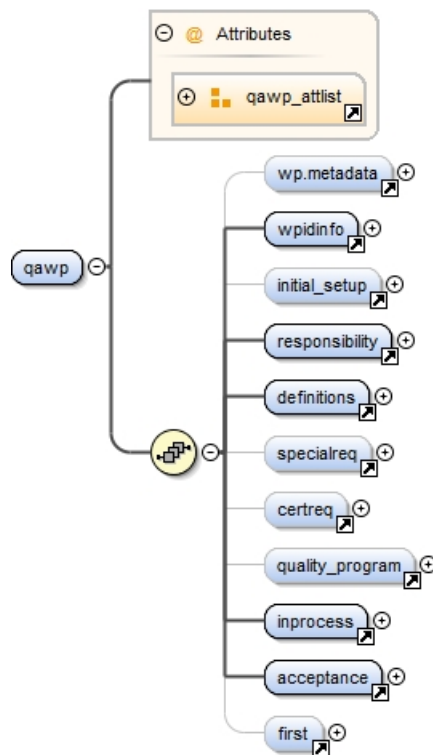 @ Attributes
qawp_attlist
wp.metadata
wpidinfo
qawp
initial_setup
responsibility
definitions
specialreq
certreq
quality_program
inprocess
acceptance
first